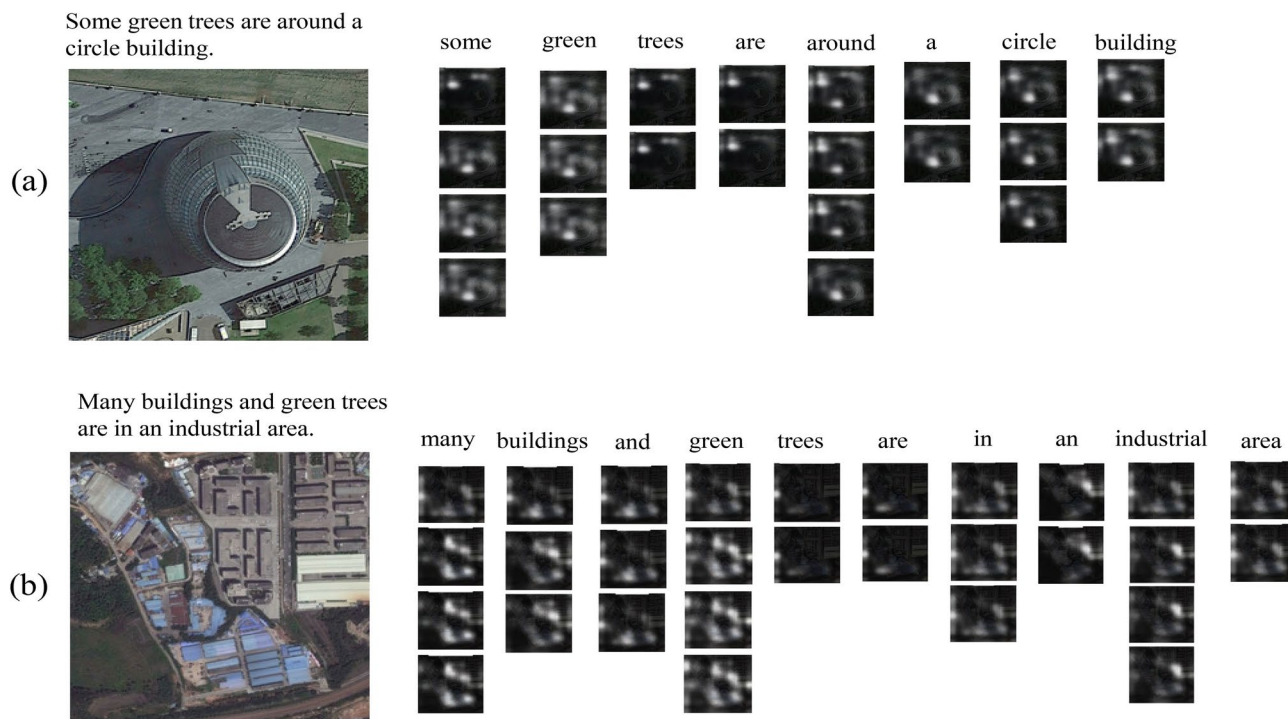 Some green trees are around a
circle building.
some green trees are around a circle building
(a)
Many buildings and green trees
are in an industrial area.
many buildings and green trees are in an industrial area
(b)